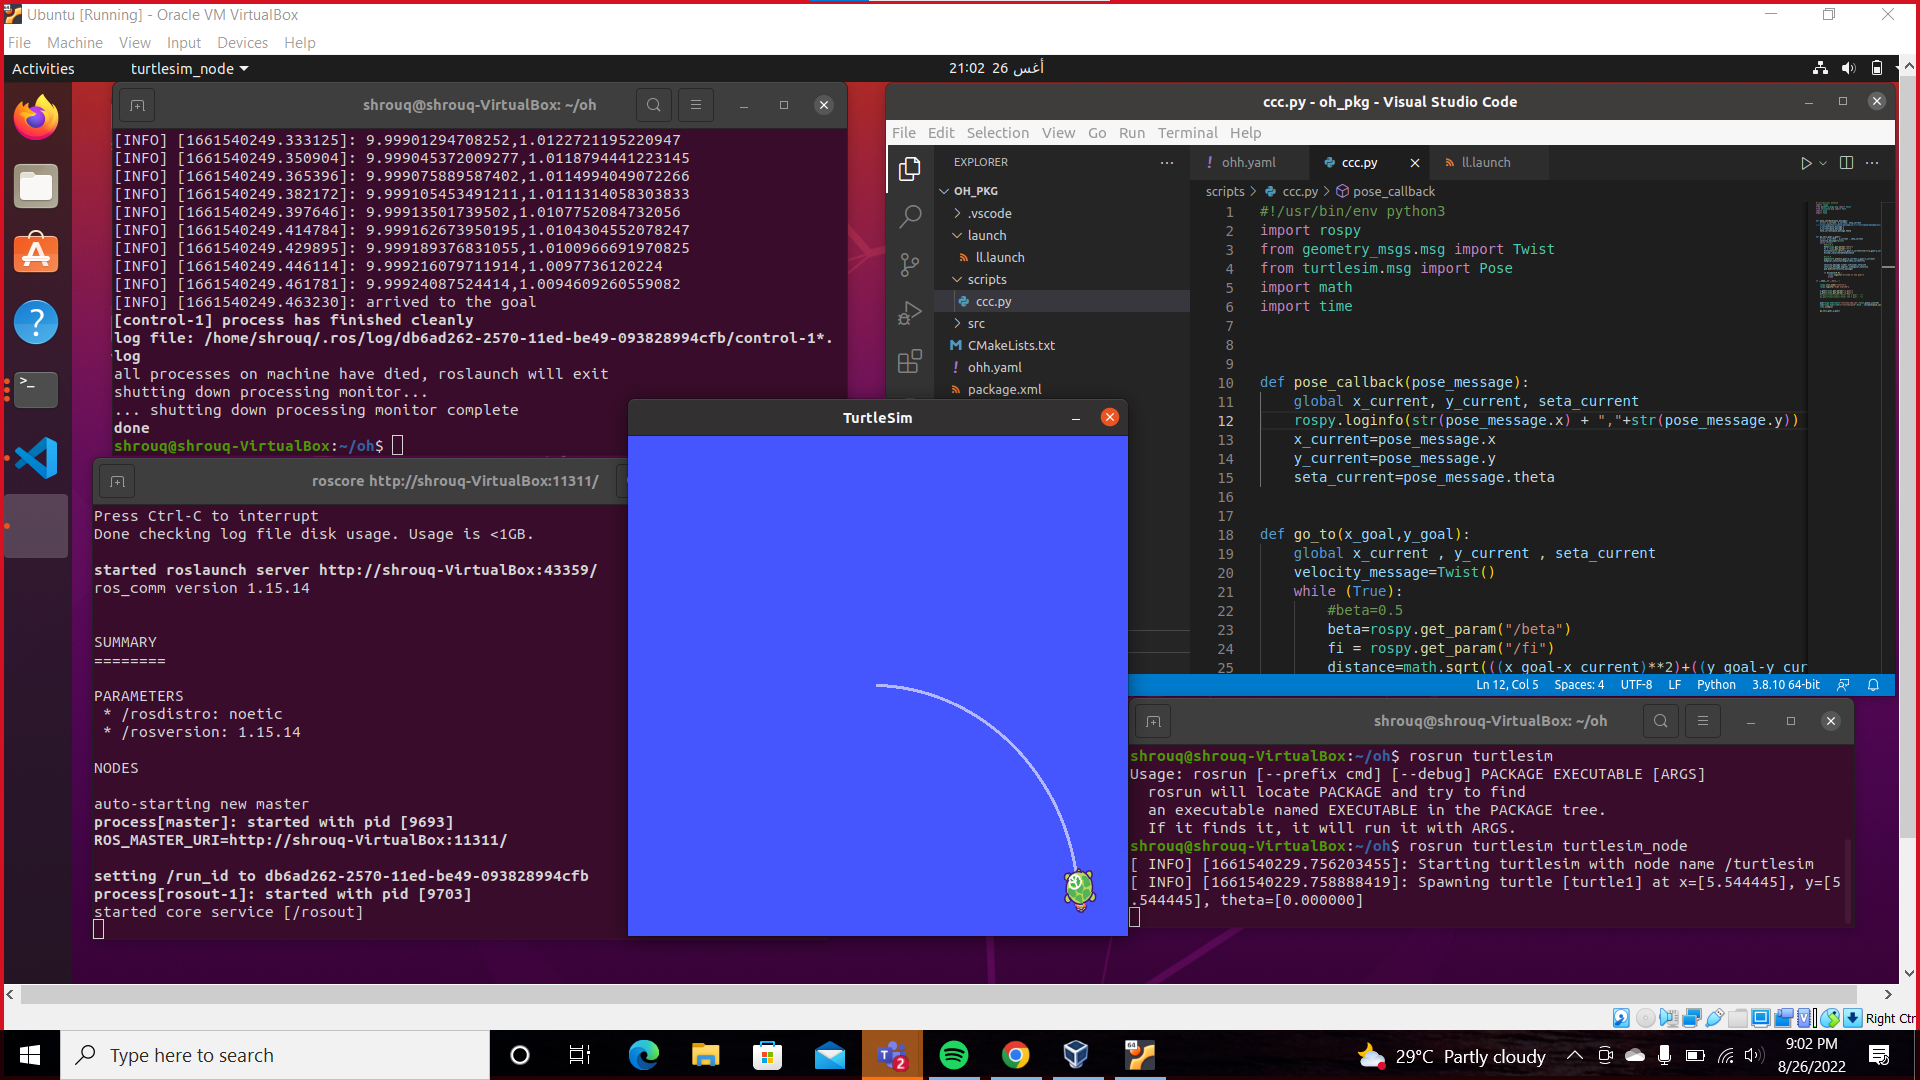 Ubuntu [Running] - Oracle VM VirtualBox
File Machine View Input Devices Help
Activities
turtlesim_node
21:02 26 أغس
shrouq@shrouq-VirtualBox: ~/oh
[INFO] [1661540249.333125]: 9.99901294708252,1.0122721195220947
[INFO] [1661540249.350904]: 9.999045372009277,1.0118794441223145
[INFO] [1661540249.365396]: 9.999075889587402,1.0114994049072266
[INFO] [1661540249.382172]: 9.999105453491211,1.0111314058303833
[INFO] [1661540249.397646]: 9.99913501739502,1.0107752084732056
[INFO] [1661540249.414784]: 9.999162673950195,1.0104304552078247
[INFO] [1661540249.429895]: 9.999189376831055,1.0100966691970825
[INFO] [1661540249.446114]: 9.999216079711914,1.0097736120224
[INFO] [1661540249.461781]: 9.99924087524414,1.0094609260559082
[INFO] [1661540249.463230]: arrived to the goal
[control-1] process has finished cleanly
log file: /home/shrouq/.ros/log/db6ad262-2570-11ed-be49-093828994cfb/control-1*.
log
all processes on machine have died, roslaunch will exit
shutting down processing monitor...
... shutting down processing monitor complete
done
shrouq@shrouq-VirtualBox:~/oh$
roscore http://shrouq-VirtualBox:11311/
Press Ctrl-C to interrupt
Done checking log file disk usage. Usage is <1GB.
started roslaunch server http://shrouq-VirtualBox:43359/
ros_comm version 1.15.14
SUMMARY
========
PARAMETERS
* /rosdistro: noetic
* /rosversion: 1.15.14
NODES
auto-starting new master
process[master]: started with pid [9693]
ROS_MASTER_URI=http://shrouq-VirtualBox:11311/
setting /run_id to db6ad262-2570-11ed-be49-093828994cfb
process[rosout-1]: started with pid [9703]
started core service [/rosout]
TurtleSim
ccc.py - oh_pkg - Visual Studio Code
File Edit Selection View Go Run Terminal Help
EXPLORER
OH_PKG
.vscode
launch
ll.launch
scripts
ccc.py
src
CMakeLists.txt
ohh.yaml
package.xml
ohh.yaml
ccc.py
ll.launch
scripts > ccc.py > pose_callback
1 #!/usr/bin/env python3
2 import rospy
3 from geometry_msgs.msg import Twist
4 from turtlesim.msg import Pose
5 import math
6 import time
7
8
9
10 def pose_callback(pose_message):
11 global x_current, y_current, seta_current
12 rospy.loginfo(str(pose_message.x) + ","+str(pose_message.y))
13 x_current=pose_message.x
14 y_current=pose_message.y
15 seta_current=pose_message.theta
16
17
18 def go_to(x_goal,y_goal):
19 global x_current , y_current , seta_current
20 velocity_message=Twist()
21 while (True):
22 #beta=0.5
23 beta=rospy.get_param("/beta")
24 fi = rospy.get_param("/fi")
25 distance=math.sqrt(((x_goal-x_current)**2)+((y_goal-y_cur
Ln 12, Col 5 Spaces: 4 UTF-8 LF Python 3.8.10 64-bit
shrouq@shrouq-VirtualBox: ~/oh
shrouq@shrouq-VirtualBox:~/oh$ rosrun turtlesim
Usage: rosrun [--prefix cmd] [--debug] PACKAGE EXECUTABLE [ARGS]
rosrun will locate PACKAGE and try to find
an executable named EXECUTABLE in the PACKAGE tree.
If it finds it, it will run it with ARGS.
shrouq@shrouq-VirtualBox:~/oh$ rosrun turtlesim turtlesim_node
[ INFO] [1661540229.756203455]: Starting turtlesim with node name /turtlesim
[ INFO] [1661540229.758888419]: Spawning turtle [turtle1] at x=[5.544445], y=[5
.544445], theta=[0.000000]
Right Ctr
Type here to search
2
64
29°C Partly cloudy
9:02 PM
8/26/2022